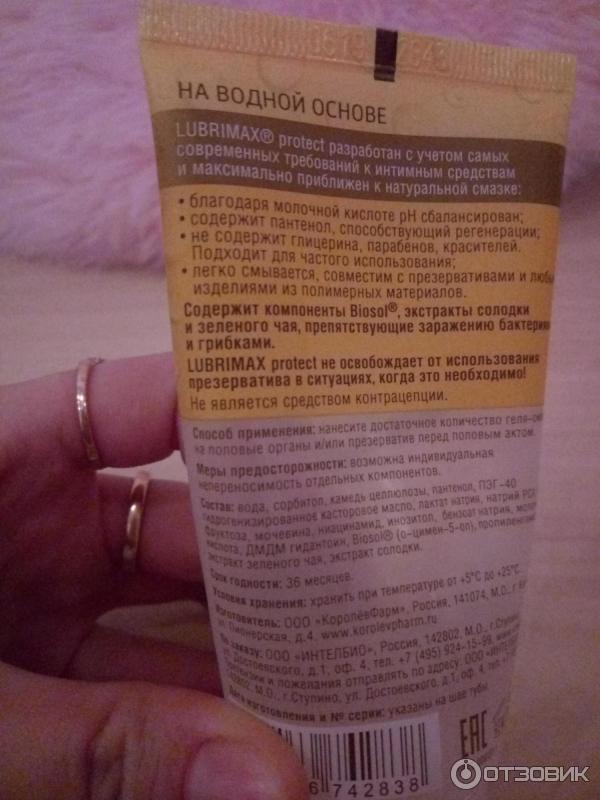 0619 2643
НА ВОДНОЙ ОСНОВЕ
LUBRIMAX® protect разработан с учетом самых
современных требований к интимным средствам
и максимально приближен к натуральной смазке:
• благодаря молочной кислоте pH сбалансирован;
• содержит пантенол, способствующий регенерации;
• не содержит глицерина, парабенов, красителей.
Подходит для частого использования;
• легко смывается, совместим с презервативами и любы
изделиями из полимерных материалов.
Содержит компоненты Biosol®, экстракты солодки
и зеленого чая, препятствующие заражению бактерия
и грибками.
LUBRIMAX protect не освобождает от использования
презерватива в ситуациях, когда это необходимо!
Не является средством контрацепции.
Способ применения: нанесите достаточное количество геля-
на половые органы и/или презерватив перед половым актом.
Меры предосторожности: возможна индивидуальная
непереносимость отдельных компонентов.
Состав: вода, сорбитол, камедь целлюлозы, пантенол, ПЭГ-40
гидрогенизированное касторовое масло, лактат натрия, натрий PCA,
фруктоза, мочевина, ниацинамид, инозитол, бензоат натрия,
кислота, ДМДМ гидантоин, Biosol® (о-цимен-5-ол),
экстракт зеленого чая, экстракт солодки.
Срок годности: 36 месяцев.
Условия хранения: хранить при температуре от +5°C до +25°C.
Изготовитель: ООО «КоролёвФарм», Россия, 141074, М.О., г.
ул. Пионерская, д.4. www.korolevpharm.ru
По заказу: ООО «ИНТЕЛБИО», Россия, 142802, М.О., г.Ступино,
ул. Достоевского, д.1, оф. 4, тел. +7 (495) 924-15-99,
Претензии и пожелания отправлять по адресу: ООО
142802, М.О., г.Ступино, ул. Достоевского, д.1, оф. 4,
Дата изготовления и № серии: указаны на шве тубы.
EAC
6 742838
ОТЗОВИК